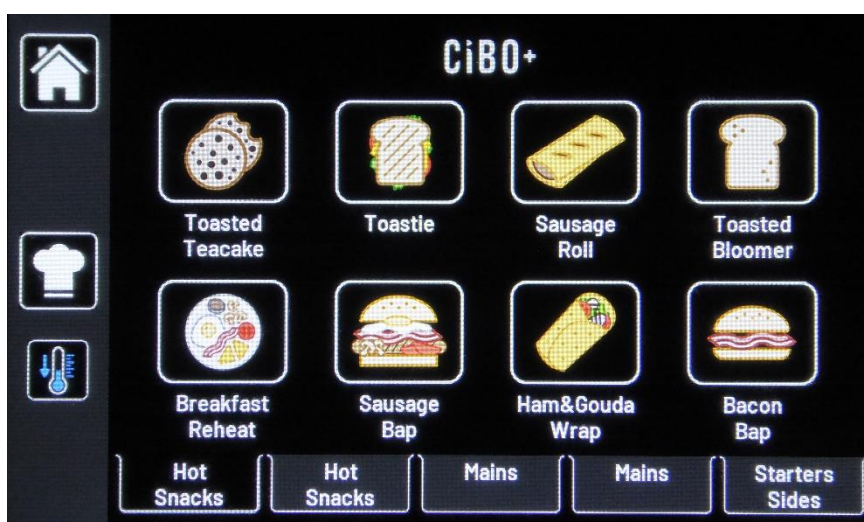 CiBO+
Toasted
Teacake
Toastie
Sausage
Roll
Toasted
Bloomer
Breakfast
Reheat
Sausage
Bap
Ham&Gouda
Wrap
Bacon
Bap
Hot
Snacks
Hot
Snacks
Mains
Mains
Starters
Sides